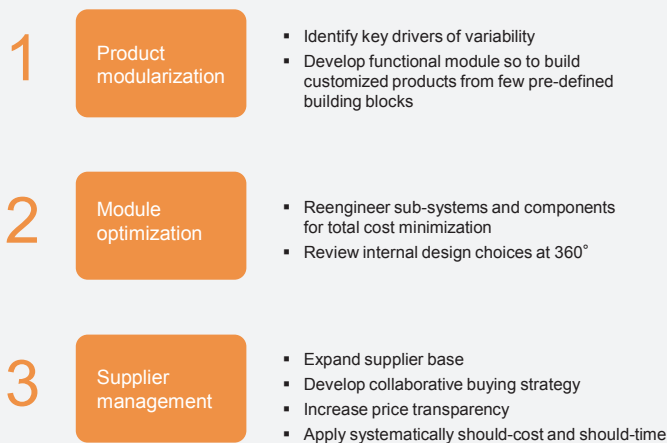 1
Product
modularization
▪ Identify key drivers of variability
▪ Develop functional module so to build
customized products from few pre-defined
building blocks
2
Module
optimization
▪ Reengineer sub-systems and components
for total cost minimization
▪ Review internal design choices at 360°
3
Supplier
management
▪ Expand supplier base
▪ Develop collaborative buying strategy
▪ Increase price transparency
▪ Apply systematically should-cost and should-time